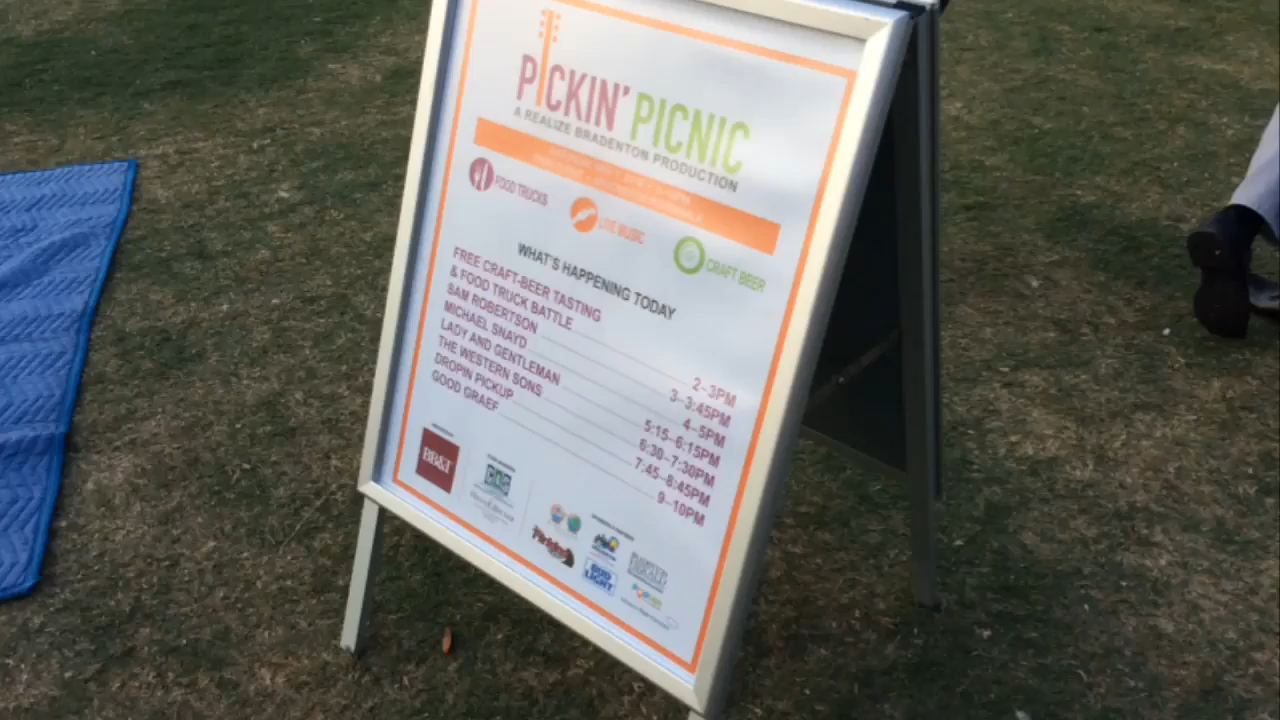 PICKIN' PICNIC
A REALIZE BRADENTON PRODUCTION
FOOD TRUCKS
LIVE MUSIC
CRAFT BEER
WHAT'S HAPPENING TODAY
FREE CRAFT-BEER TASTING
& FOOD TRUCK BATTLE 2–3PM
SAM ROBERTSON 3–3:45PM
MICHAEL SNAYD 4–5PM
LADY AND GENTLEMAN 5:15–6:15PM
THE WESTERN SONS 6:30–7:30PM
DROPIN PICKUP 7:45–8:45PM
GOOD GRAEF 9–10PM
BB&T
BUD LIGHT